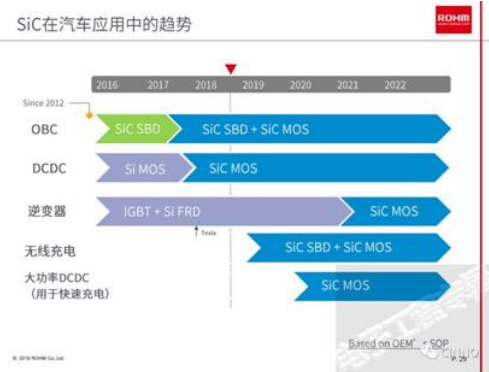 SiC在汽车应用中的趋势
ROHM
2016 2017 2018 2019 2020 2021 2022
Since 2012
OBC
SiC SBD
SiC SBD + SiC MOS
DCDC
Si MOS
SiC MOS
逆变器
IGBT + Si FRD
SiC MOS
Tesla
无线充电
SiC SBD + SiC MOS
大功率DCDC
（用于快速充电）
SiC MOS
Based on OEM' s SOP
CINNO
P. 29